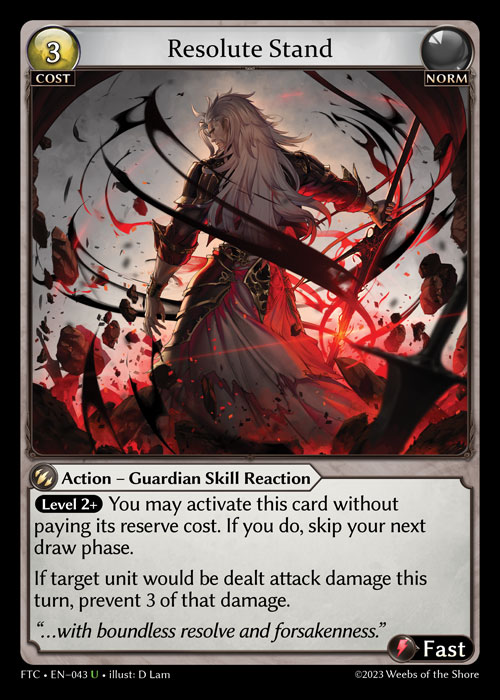 3
Resolute Stand
COST
NORM
Action – Guardian Skill Reaction
Level 2+ You may activate this card without
paying its reserve cost. If you do, skip your next
draw phase.
If target unit would be dealt attack damage this
turn, prevent 3 of that damage.
“...with boundless resolve and forsakenness.”
Fast
FTC • EN–043 U • illust: D Lam
©2023 Weebs of the Shore